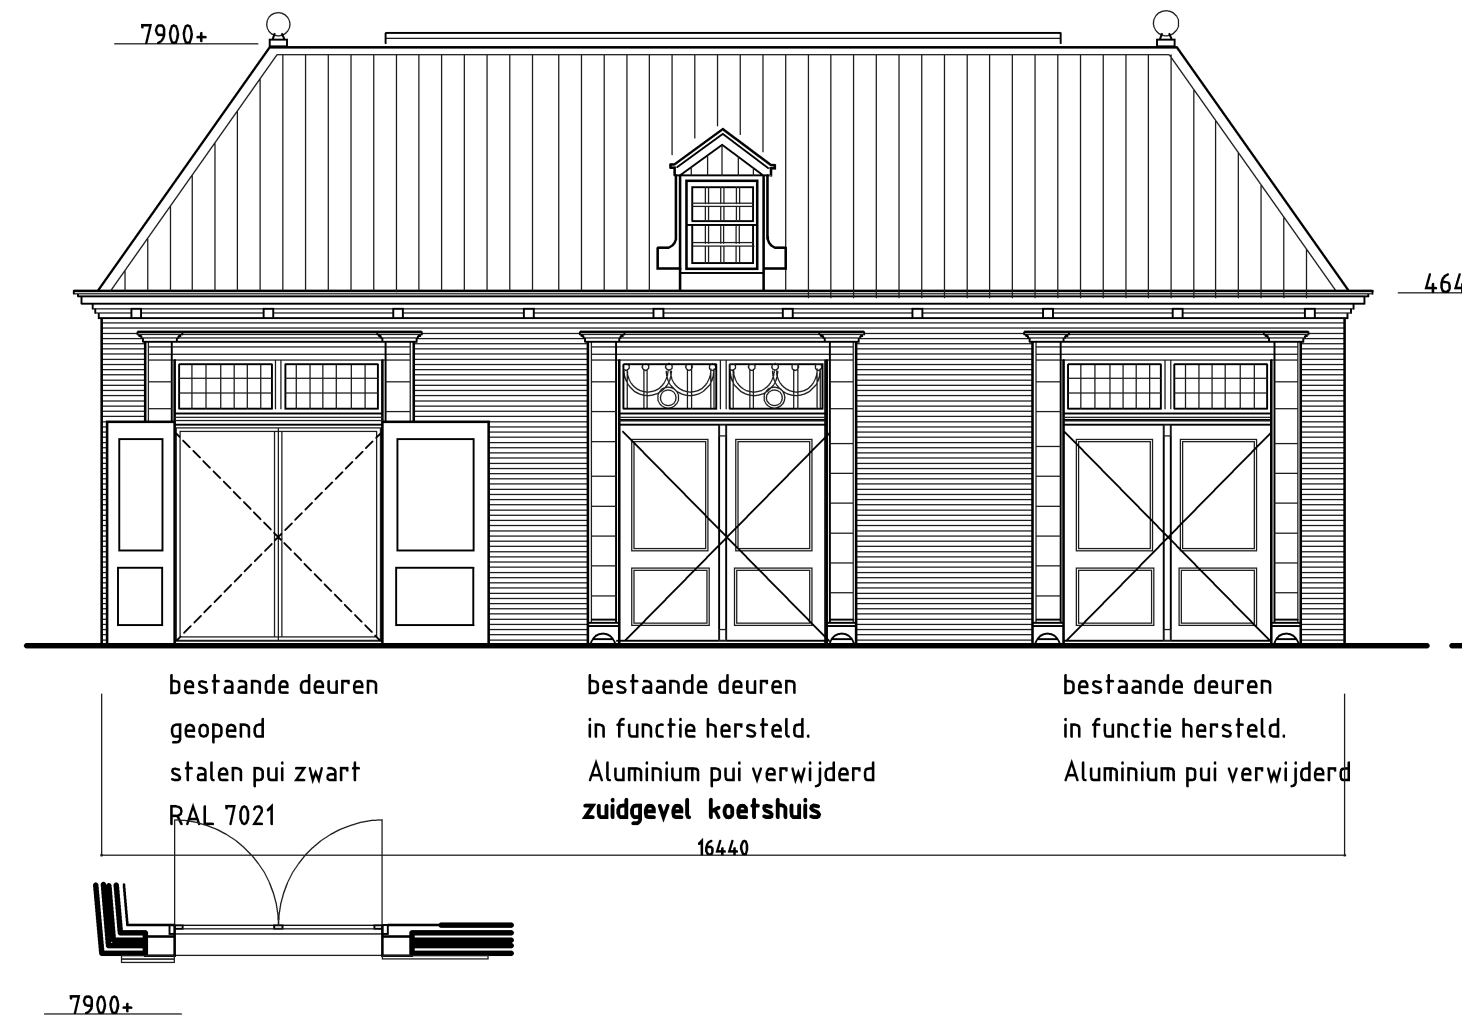 7900+
464
bestaande deuren
geopend
stalen pui zwart
RAL 7021
bestaande deuren
in functie hersteld.
Aluminium pui verwijderd
bestaande deuren
in functie hersteld.
Aluminium pui verwijderd
zuidgevel koetshuis
16440
7900+